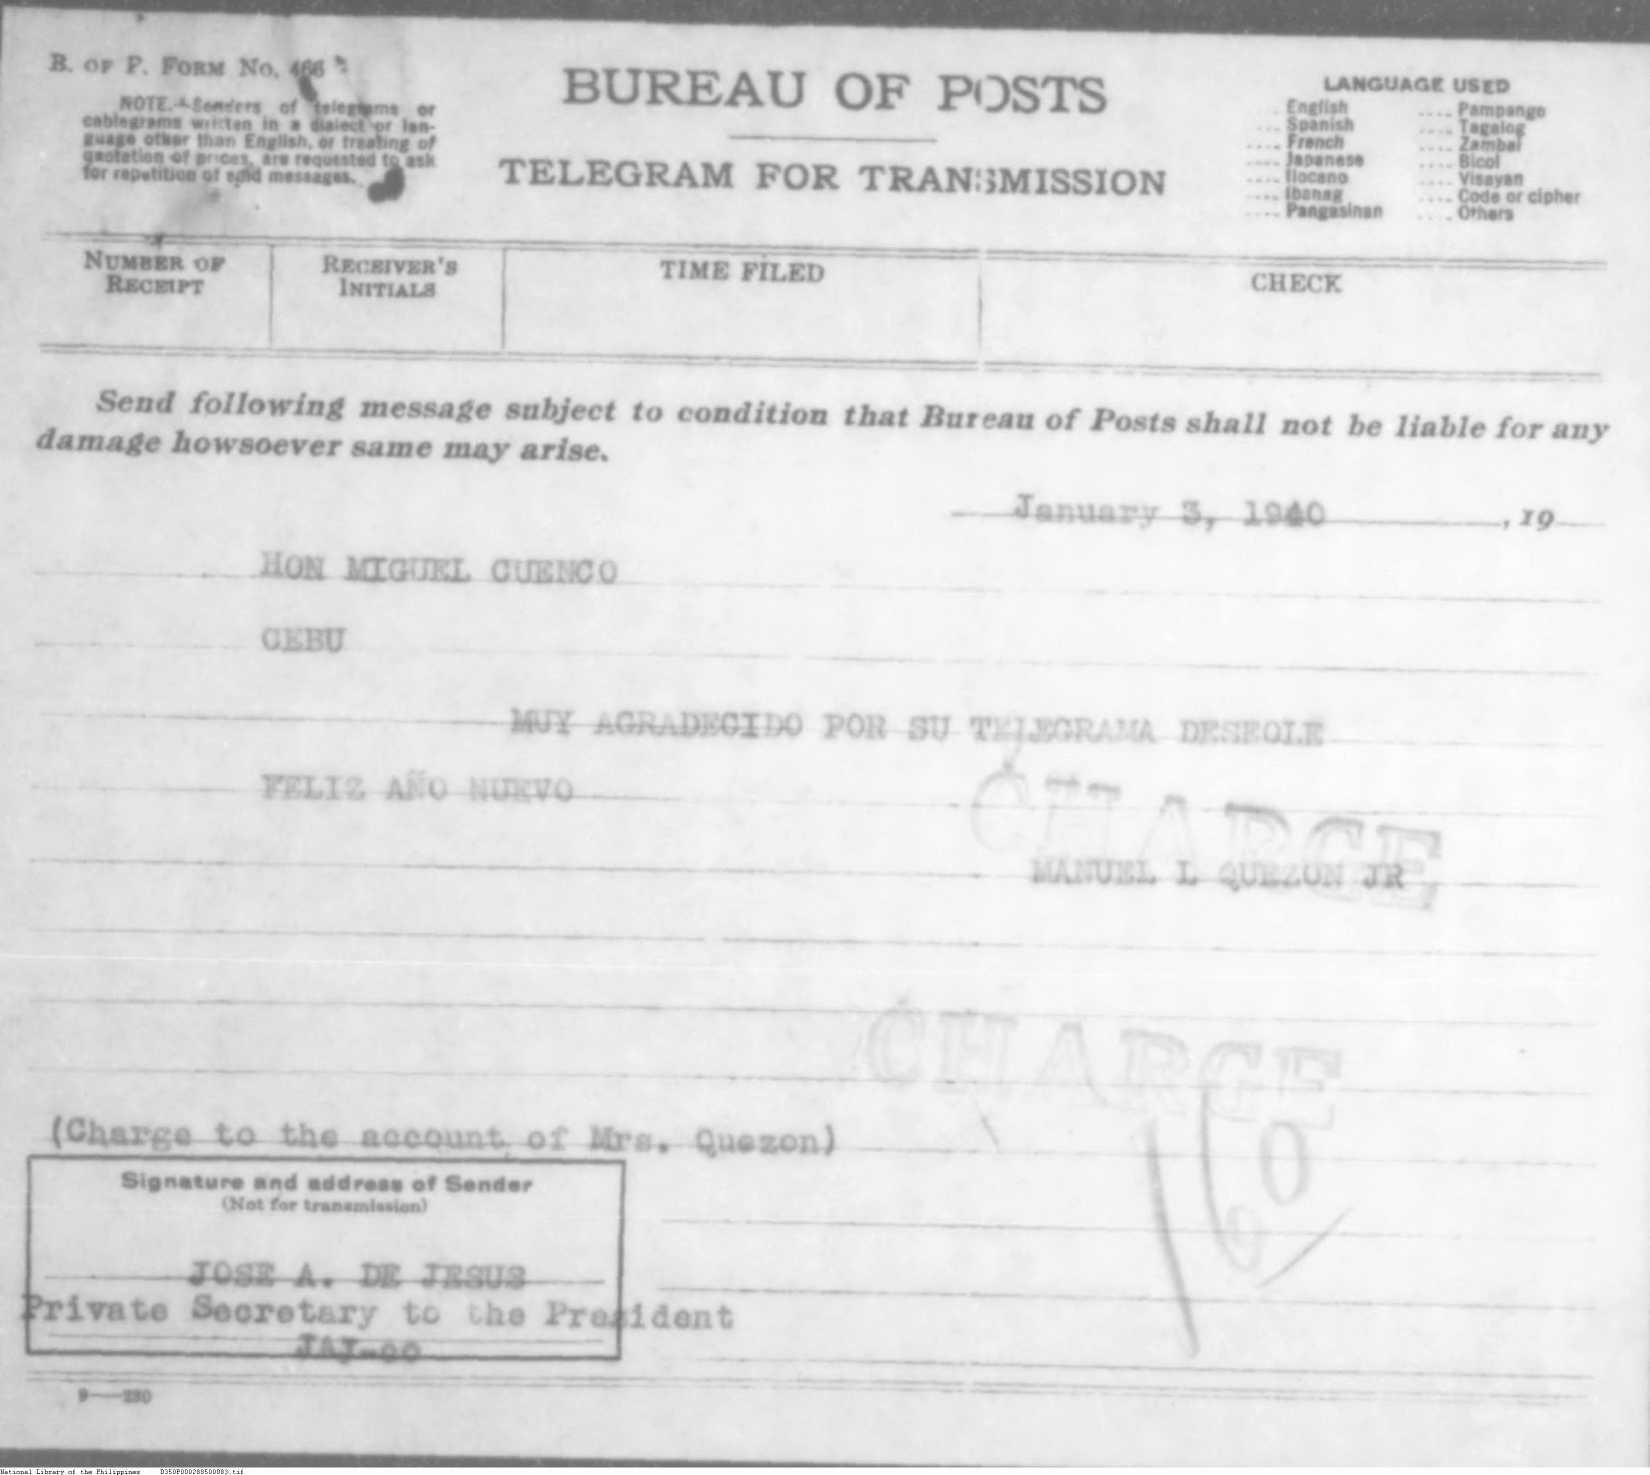 B. OF P. FORM NO. 466
NOTE.—Senders of telegrams or
cablegrams written in a dialect or lan-
guage other than English, or treating of
quotation of prices, are requested to ask
for repetition of said messages.
BUREAU OF POSTS
TELEGRAM FOR TRANSMISSION
LANGUAGE USED
.... English .... Pampango
.... Spanish .... Tagalog
.... French .... Zambal
.... Japanese .... Bicol
.... Ilocano .... Visayan
.... Ibanag .... Code or cipher
.... Pangasinan .... Others
NUMBER OF RECEIPT
RECEIVER'S INITIALS
TIME FILED
CHECK
Send following message subject to condition that Bureau of Posts shall not be liable for any
damage howsoever same may arise.
January 3, 1940 , 19
HON MIGUEL CUENCO
CEBU
MUY AGRADECIDO POR SU TELEGRAMA DESEOLE
FELIZ AÑO NUEVO
CHARGE
MANUEL L QUEZON JR
CHARGE
(Charge to the account of Mrs. Quezon)
Signature and address of Sender
(Not for transmission)
JOSE A. DE JESUS
Private Secretary to the President
9—230
National Library of the Philippines D350P000288500083.tif